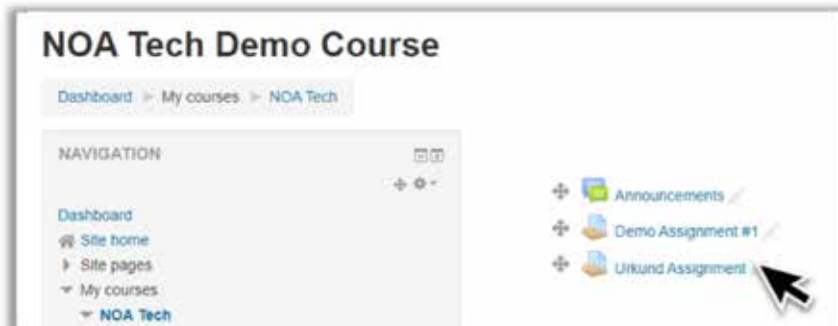 NOA Tech Demo Course
Dashboard My courses NOA Tech
NAVIGATION
Dashboard
Site home
Site pages
My courses
NOA Tech
Announcements
Demo Assignment #1
Urkund Assignment